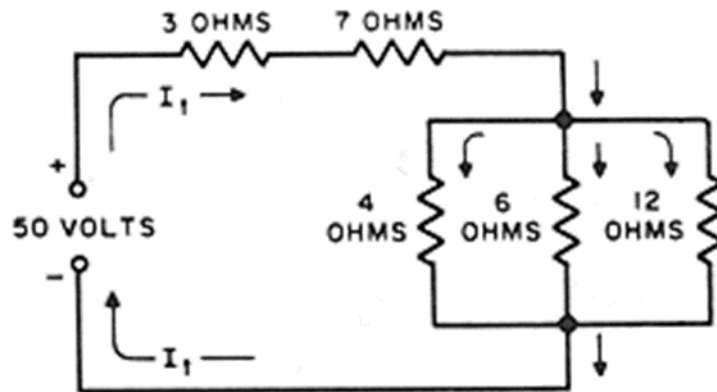 3 OHMS 7 OHMS
I₁
+
50 VOLTS
4 6 12
OHMS OHMS OHMS
-
I₁